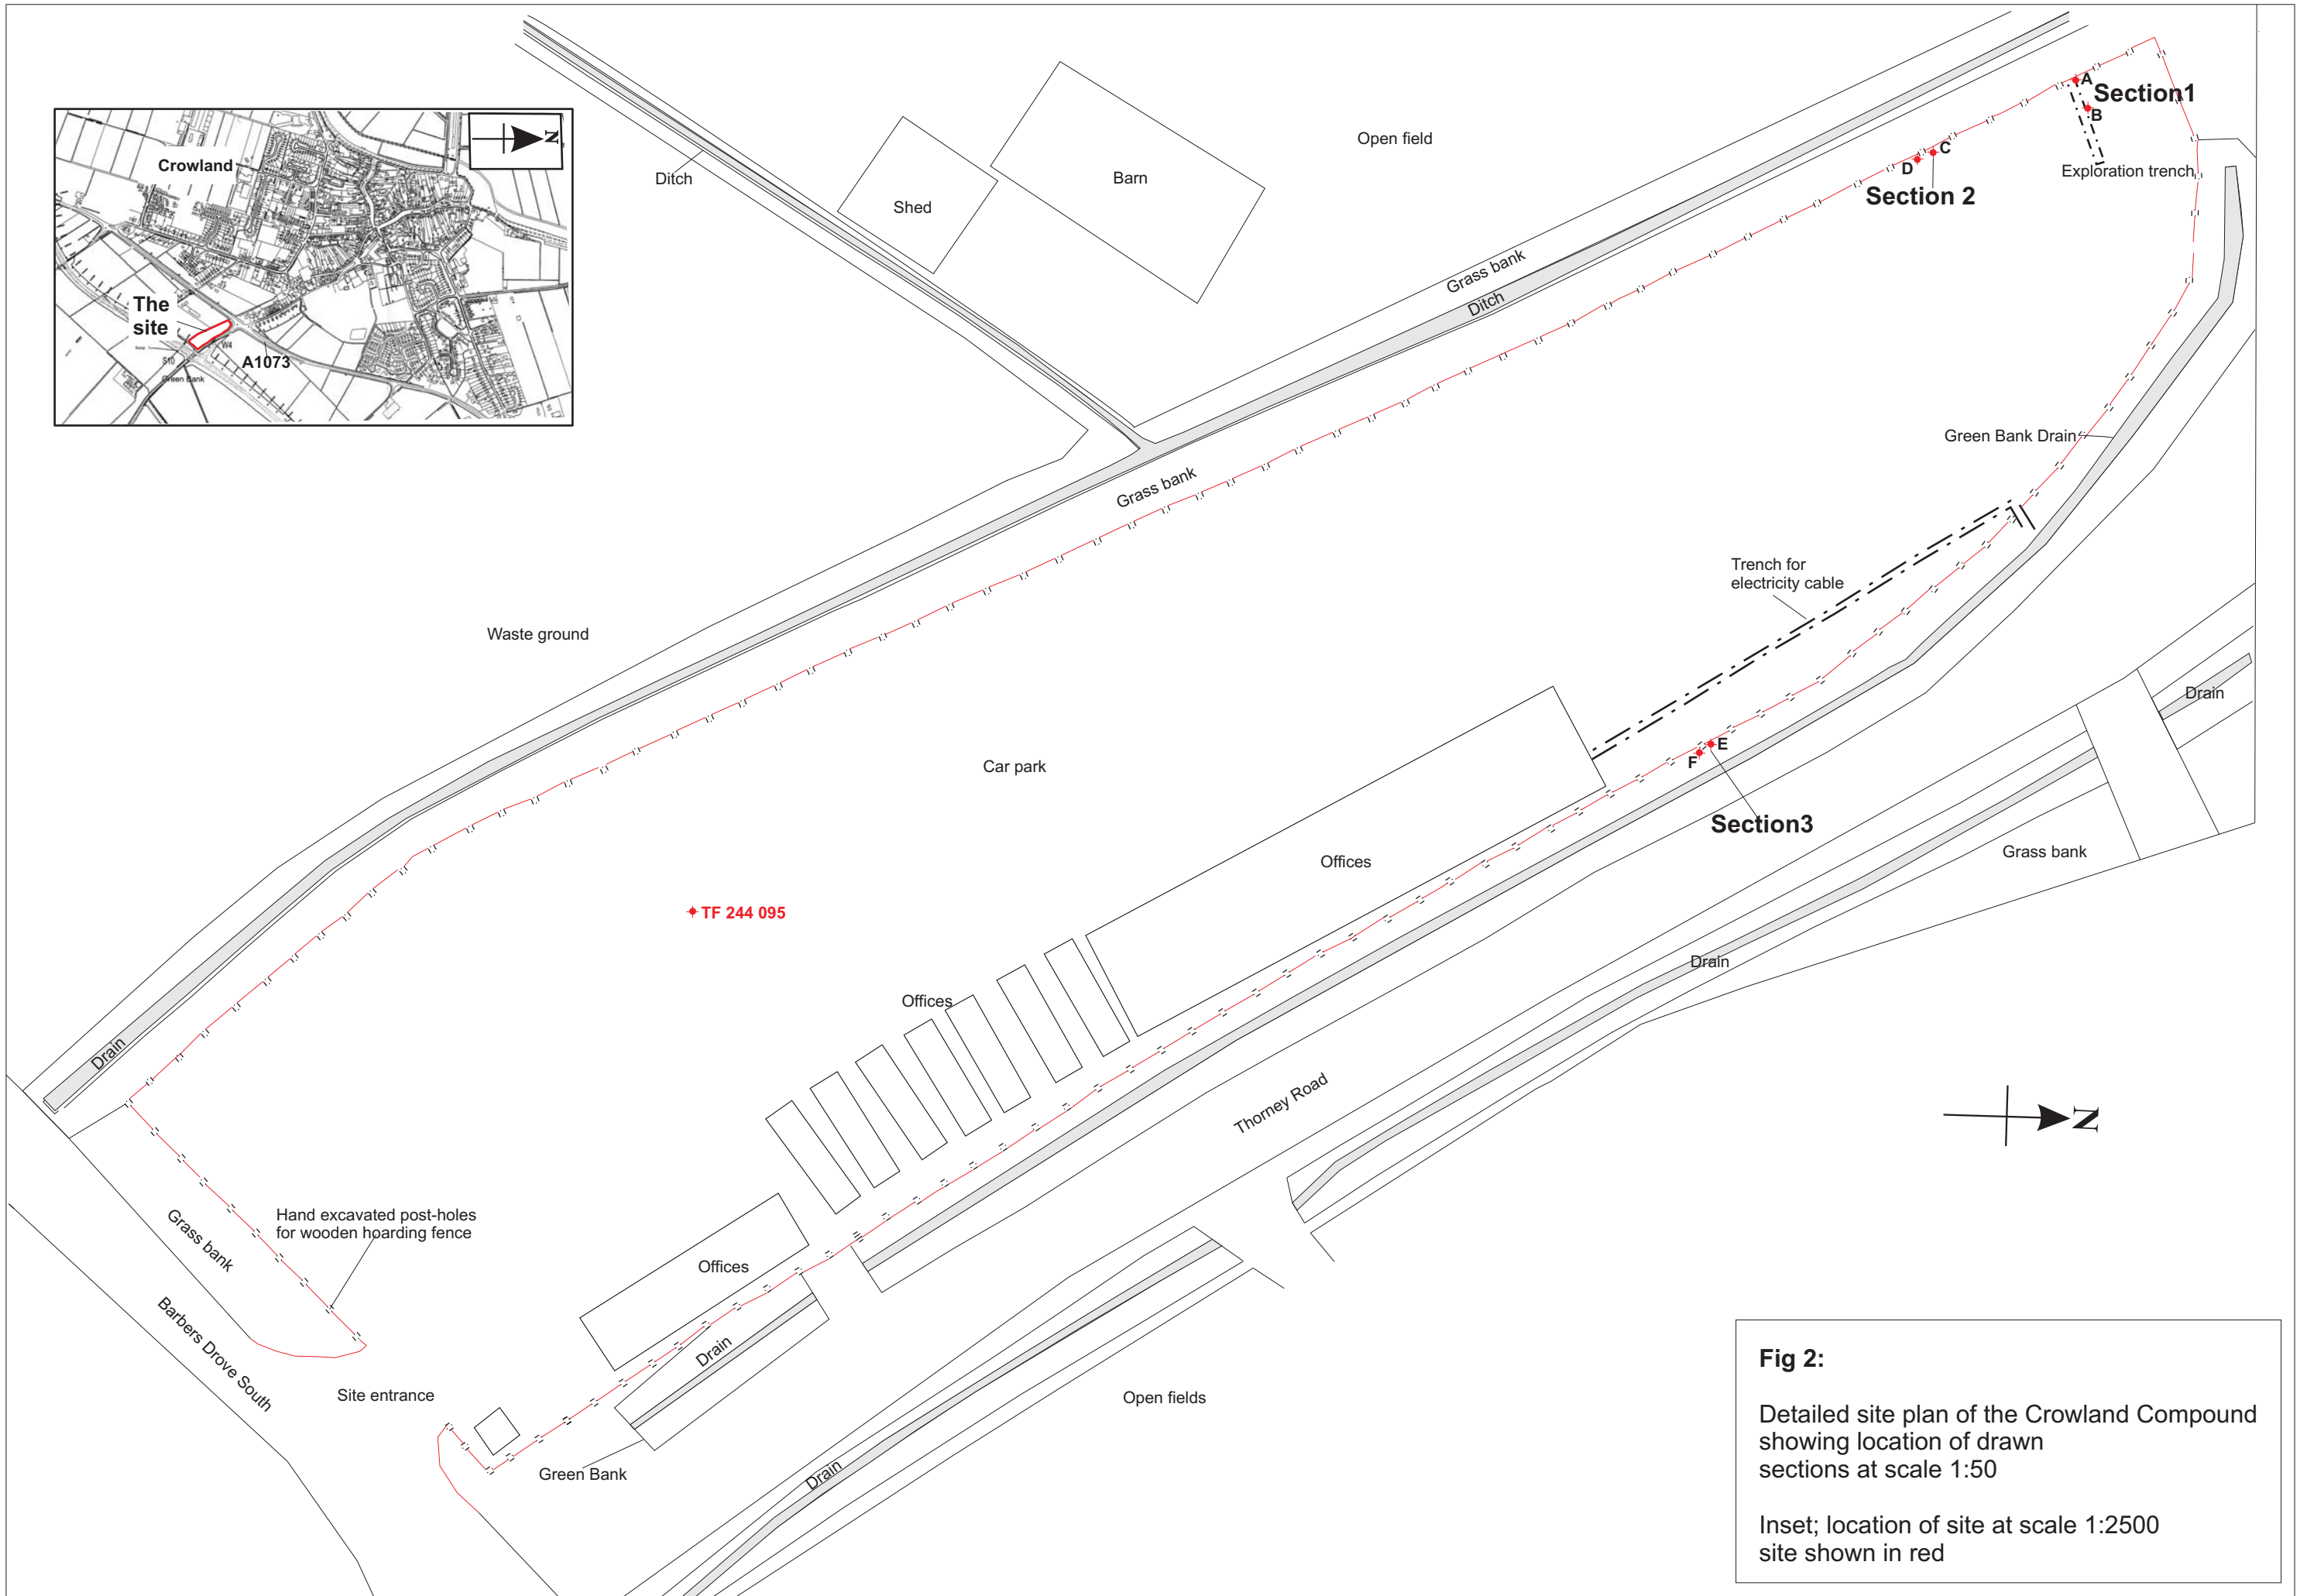 Crowland
N
The
site
W4
S10
A1073
Green Bank
Ditch
Shed
Barn
Open field
Grass bank
Ditch
A
Section1
B
C
D
Section 2
Exploration trench
Green Bank Drain
Grass bank
Trench for
electricity cable
Waste ground
Drain
Car park
E
F
Section3
Offices
Grass bank
TF 244 095
Drain
Offices
Drain
Thorney Road
N
Hand excavated post-holes
for wooden hoarding fence
Grass bank
Offices
Barbers Drove South
Drain
Site entrance
Open fields
Green Bank
Drain
Fig 2:
Detailed site plan of the Crowland Compound
showing location of drawn
sections at scale 1:50
Inset; location of site at scale 1:2500
site shown in red